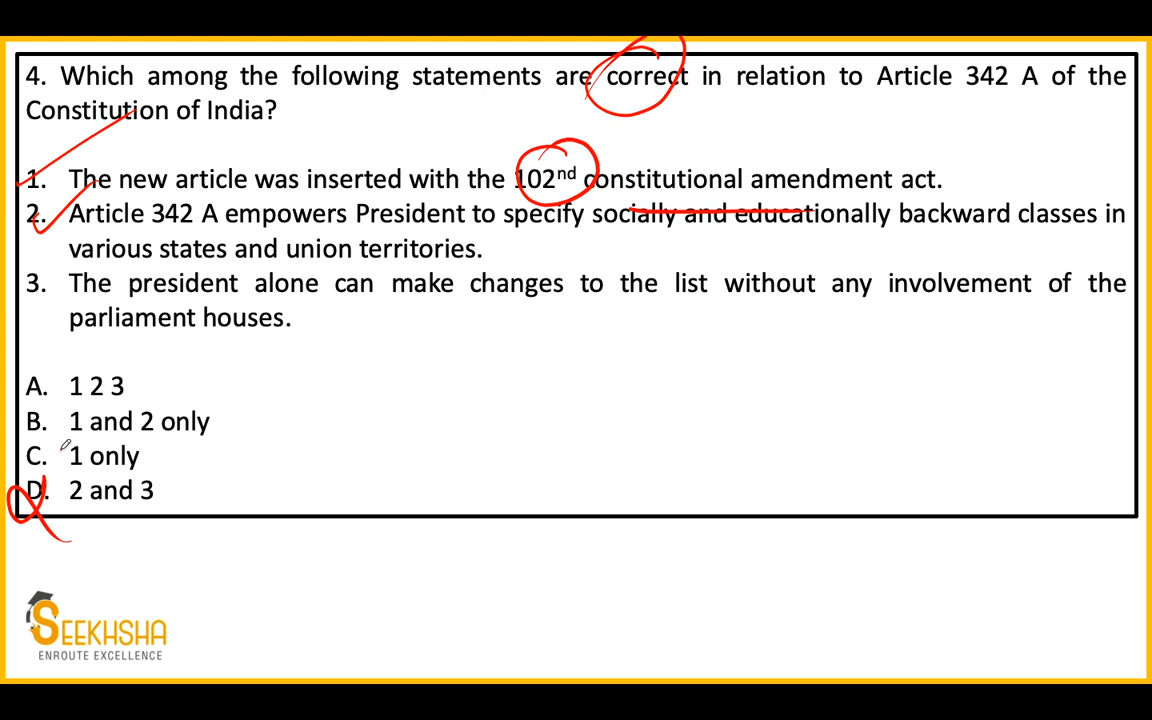 4. Which among the following statements are correct in relation to Article 342 A of the
Constitution of India?
1. The new article was inserted with the 102nd constitutional amendment act.
2. Article 342 A empowers President to specify socially and educationally backward classes in
various states and union territories.
3. The president alone can make changes to the list without any involvement of the
parliament houses.
A. 1 2 3
B. 1 and 2 only
C. 1 only
D. 2 and 3
SEEKHSHA
ENROUTE EXCELLENCE